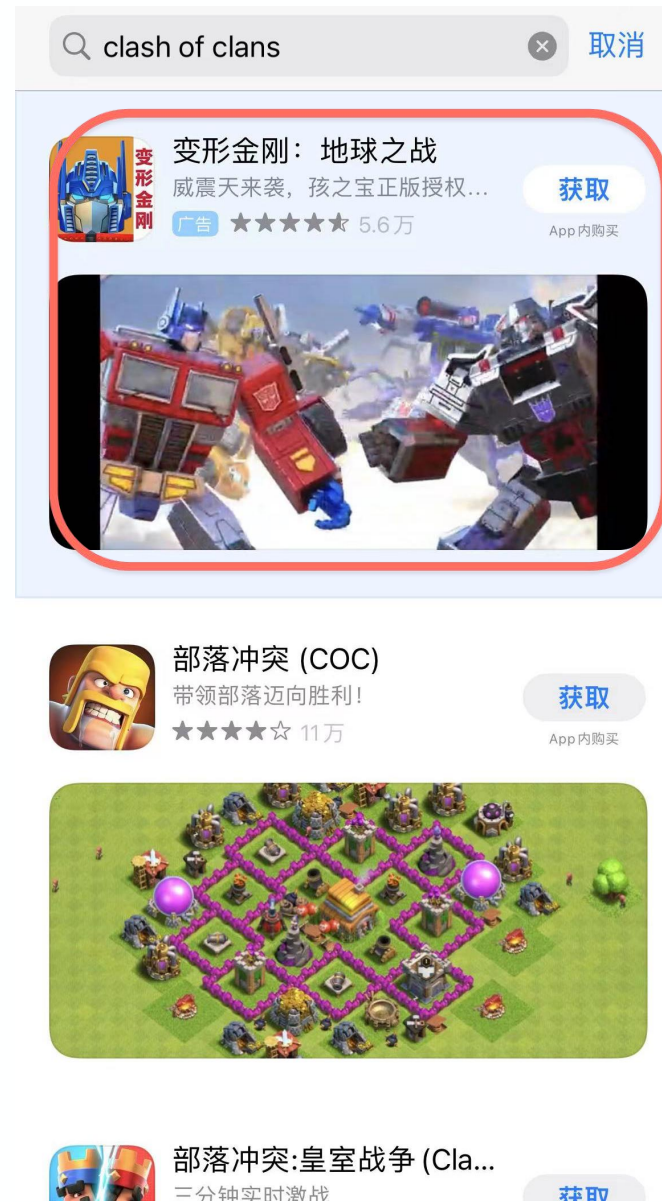 clash of clans
取消
变形金刚
变形金刚：地球之战
威震天来袭，孩之宝正版授权...
获取
广告 ★★★★⯪ 5.6万
App内购买
部落冲突 (COC)
带领部落迈向胜利！
获取
★★★★☆ 11万
App内购买
部落冲突:皇室战争 (Cla...
三分钟实时激战
获取